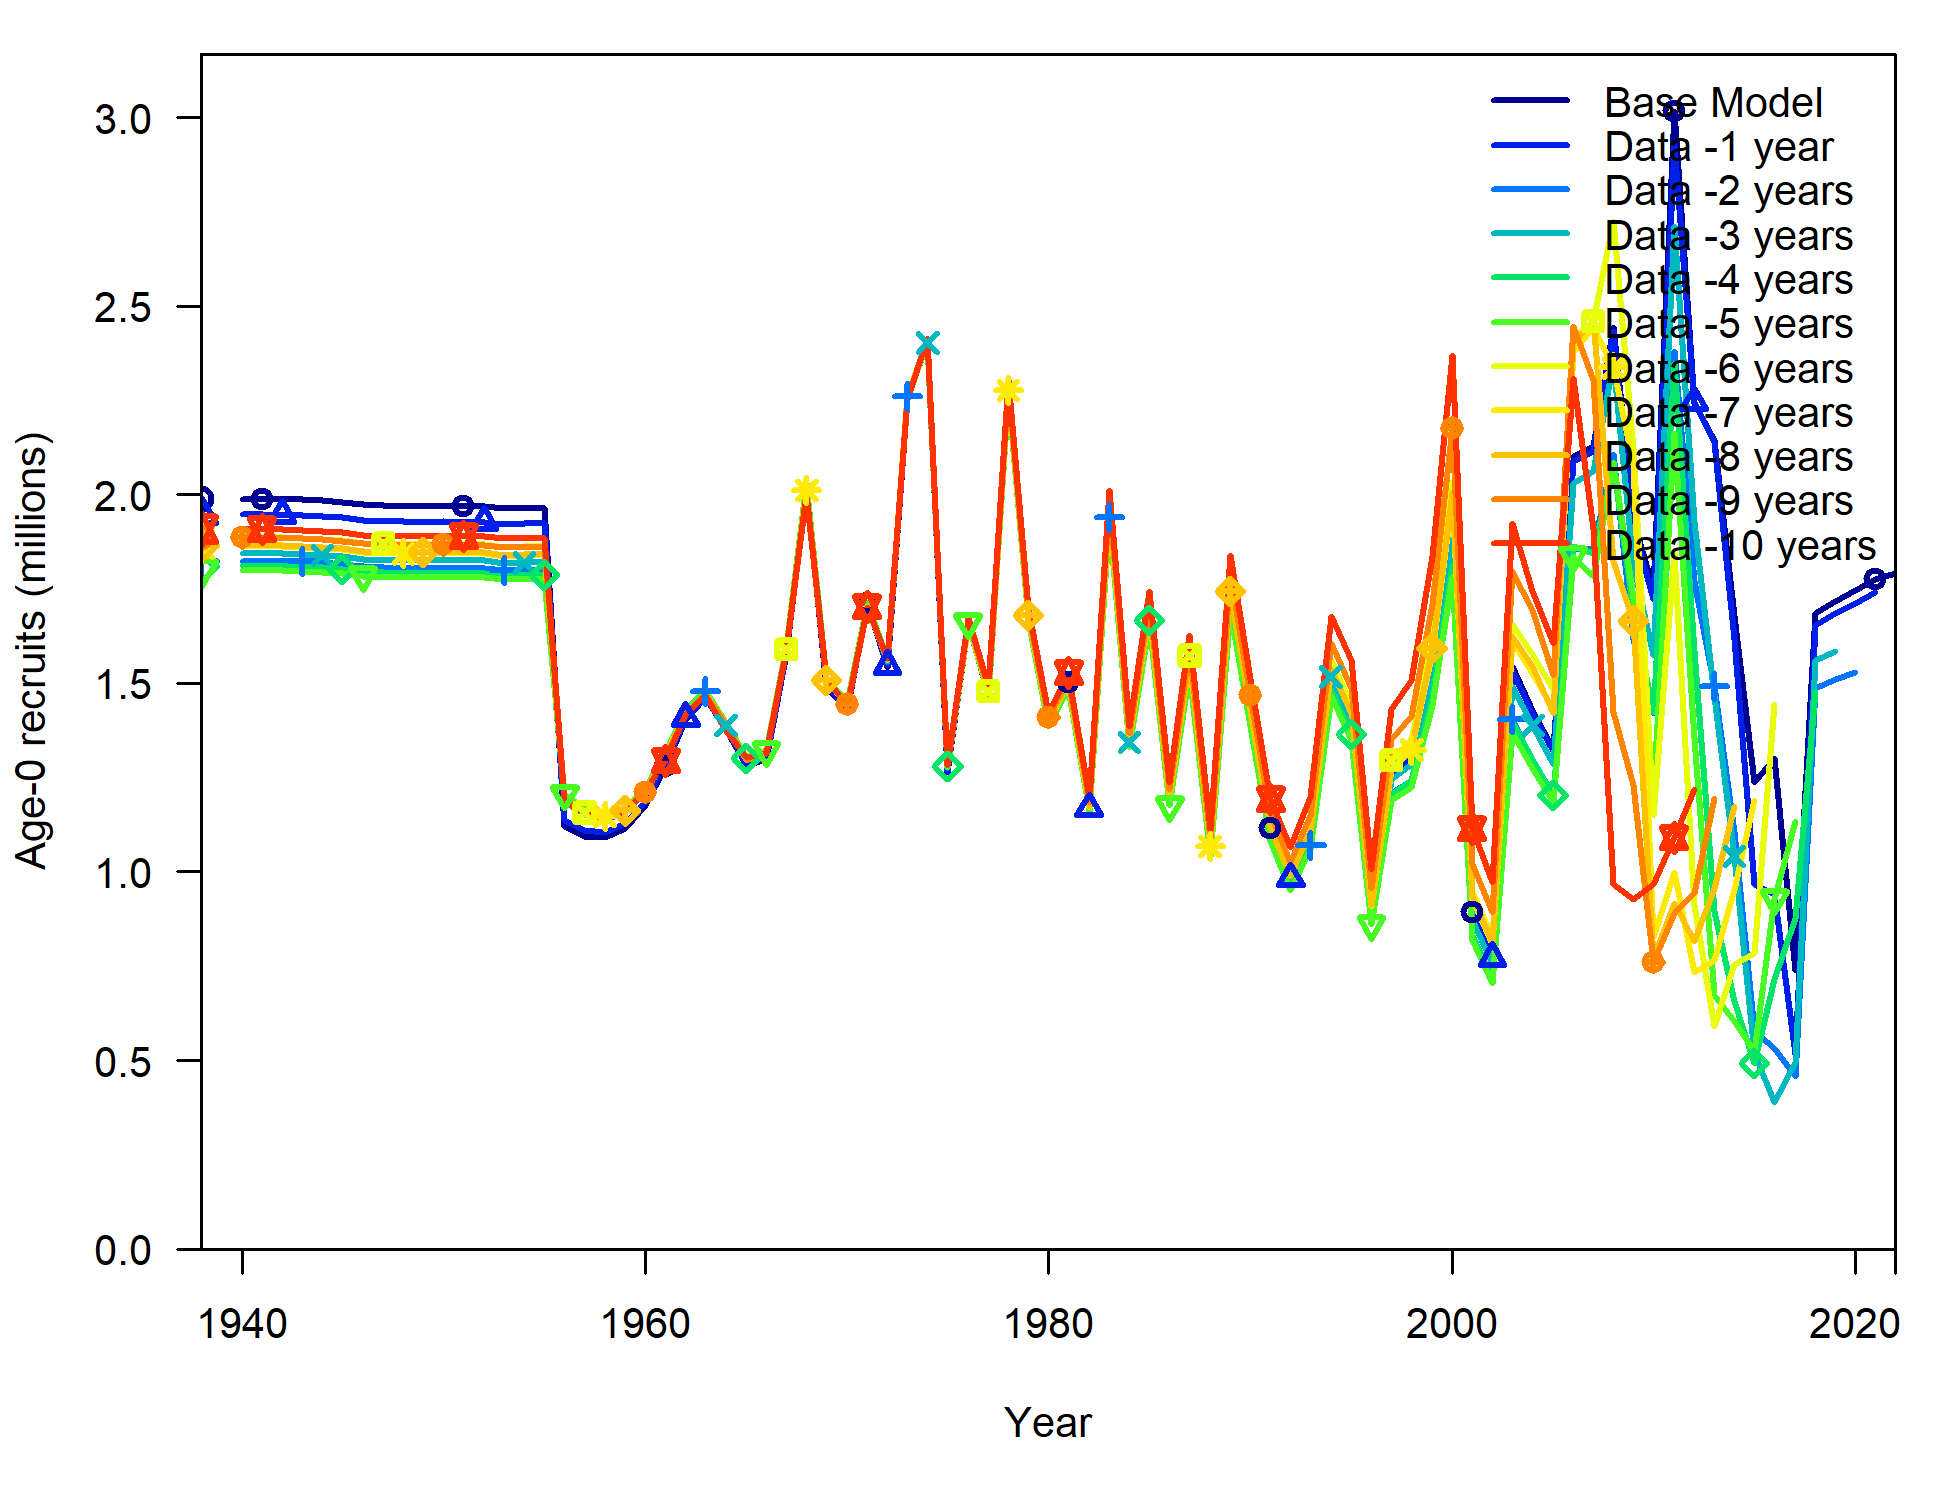 3.0
2.5
2.0
1.5
1.0
0.5
0.0
Age-0 recruits (millions)
Base Model
Data -1 year
Data -2 years
Data -3 years
Data -4 years
Data -5 years
Data -6 years
Data -7 years
Data -8 years
Data -9 years
Data -10 years
1940 1960 1980 2000 2020
Year